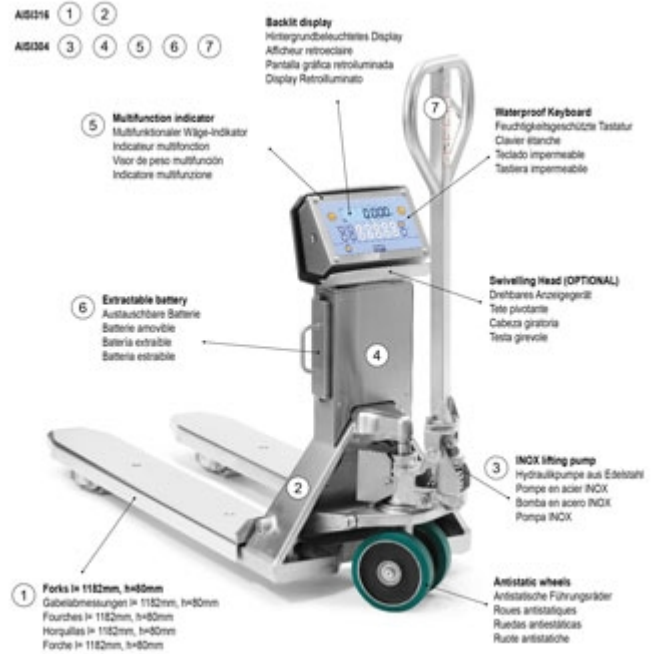 AISI316 1 2
AISI304 3 4 5 6 7
Backlit display
Hintergrundbeleuchtetes Display
Afficheur retroeclaire
Pantalla gráfica retroiluminada
Display Retroilluminato
7
5 Multifunction indicator
Multifunktionaler Wäge-Indikator
Indicateur multifonction
Visor de peso multifunción
Indicatore multifunzione
Waterproof Keyboard
Feuchtigkeitsgeschützte Tastatur
Clavier étanche
Teclado impermeable
Tastiera impermeabile
0.000
Swivelling Head (OPTIONAL)
Drehbares Anzeigegerät
Tete pivotante
Cabeza giratoria
Testa girevole
6 Extractable battery
Austauschbare Batterie
Batterie amovible
Batería extraíble
Batteria estraibile
4
3 INOX lifting pump
Hydraulikpumpe aus Edelstahl
Pompe en acier INOX
Bomba en acero INOX
Pompa INOX
2
1 Forks l= 1182mm, h=80mm
Gabelabmessungen l= 1182mm, h=80mm
Fourches l= 1182mm, h=80mm
Horquillas l= 1182mm, h=80mm
Forche l= 1182mm, h=80mm
Antistatic wheels
Antistatische Führungsräder
Roues antistatiques
Ruedas antiestáticas
Ruote antistatiche